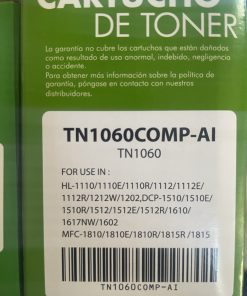 CARTUCHO
DE TONER
La garantía no cubre los cartuchos que están dañados
como resultado de uso anormal, indebido, negligencia
o accidente.
Para obtener más información sobre la política de
garantía, póngase en contacto con nuestros
distribuidores.
TN1060COMP-AI
TN1060
FOR USE IN :
HL-1110/1110E/1110R/1112/1112E/
1112R/1212W/1202,DCP-1510/1510E/
1510R/1512/1512E/1512R/1610/
1617NW/1602
MFC-1810/1810E/1810R/1815R /1815
TN1060COMP-AI